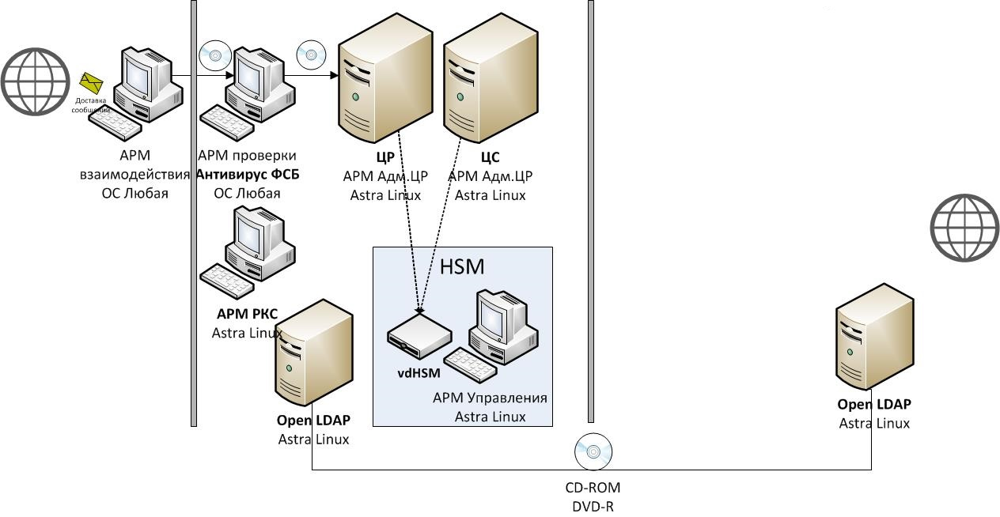 Доставка
сообщений
АРМ
взаимодействия
ОС Любая
АРМ проверки
Антивирус ФСБ
ОС Любая
ЦР
АРМ Адм.ЦР
Astra Linux
ЦС
АРМ Адм.ЦР
Astra Linux
АРМ РКС
Astra Linux
HSM
vdHSM
АРМ Управления
Astra Linux
Open LDAP
Astra Linux
Open LDAP
Astra Linux
CD-ROM
DVD-R